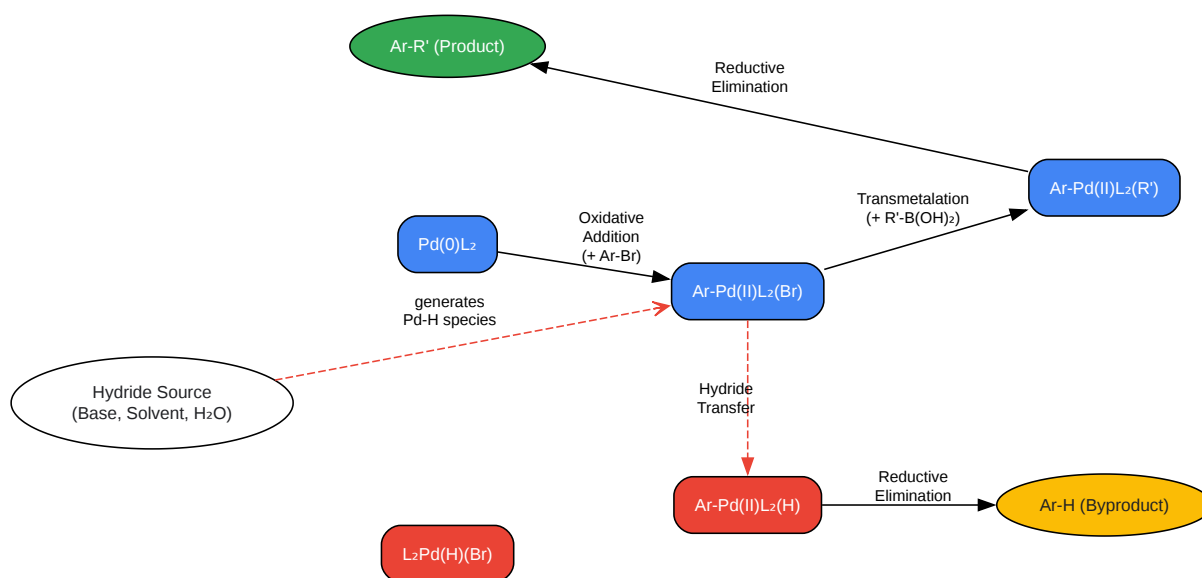 Ar-R' (Product)
Reductive
Elimination
Ar-Pd(II)L₂(R')
Transmetalation
(+ R'-B(OH)₂)
Oxidative
Addition
(+ Ar-Br)
Pd(0)L₂
Ar-Pd(II)L₂(Br)
generates
Pd-H species
Hydride Source
(Base, Solvent, H₂O)
Hydride
Transfer
Reductive
Elimination
Ar-Pd(II)L₂(H)
Ar-H (Byproduct)
L₂Pd(H)(Br)